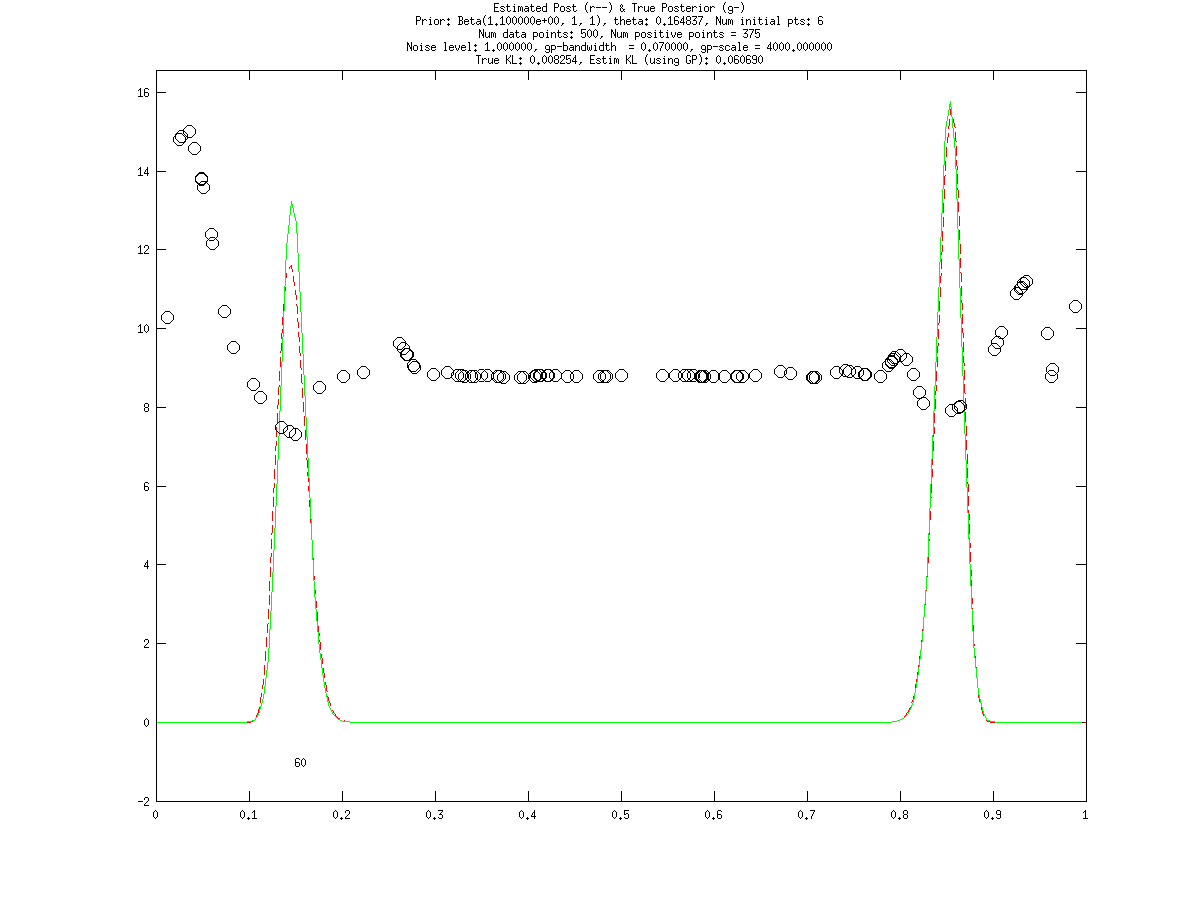 Estimated Post (r--) & True Posterior (g-)
Prior: Beta(1.100000e+00, 1, 1), theta: 0.164837, Num initial pts: 6
Num data points: 500, Num positive points = 375
Noise level: 1.000000, gp-bandwidth  = 0.070000, gp-scale = 4000.000000
True KL: 0.008254, Estim KL (using GP): 0.060690
16
14
12
10
8
6
4
2
0
60
-2
0 0.1 0.2 0.3 0.4 0.5 0.6 0.7 0.8 0.9 1